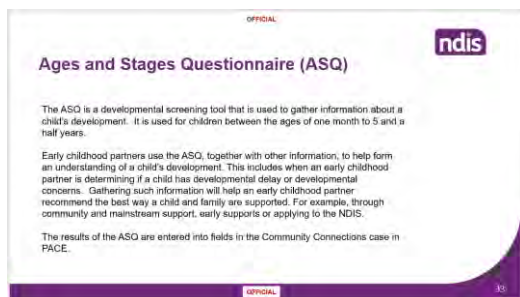 OFFICIAL
ndis
Ages and Stages Questionnaire (ASQ)
The ASQ is a developmental screening tool that is used to gather information about a
child's development. It is used for children between the ages of one month to 5 and a
half years.
Early childhood partners use the ASQ, together with other information, to help form
an understanding of a child's development. This includes when an early childhood
partner is determining if a child has developmental delay or developmental
concerns. Gathering such information will help an early childhood partner
recommend the best way a child and family are supported. For example, through
community and mainstream support, early supports or applying to the NDIS.
The results of the ASQ are entered into fields in the Community Connections case in
PACE.
OFFICIAL